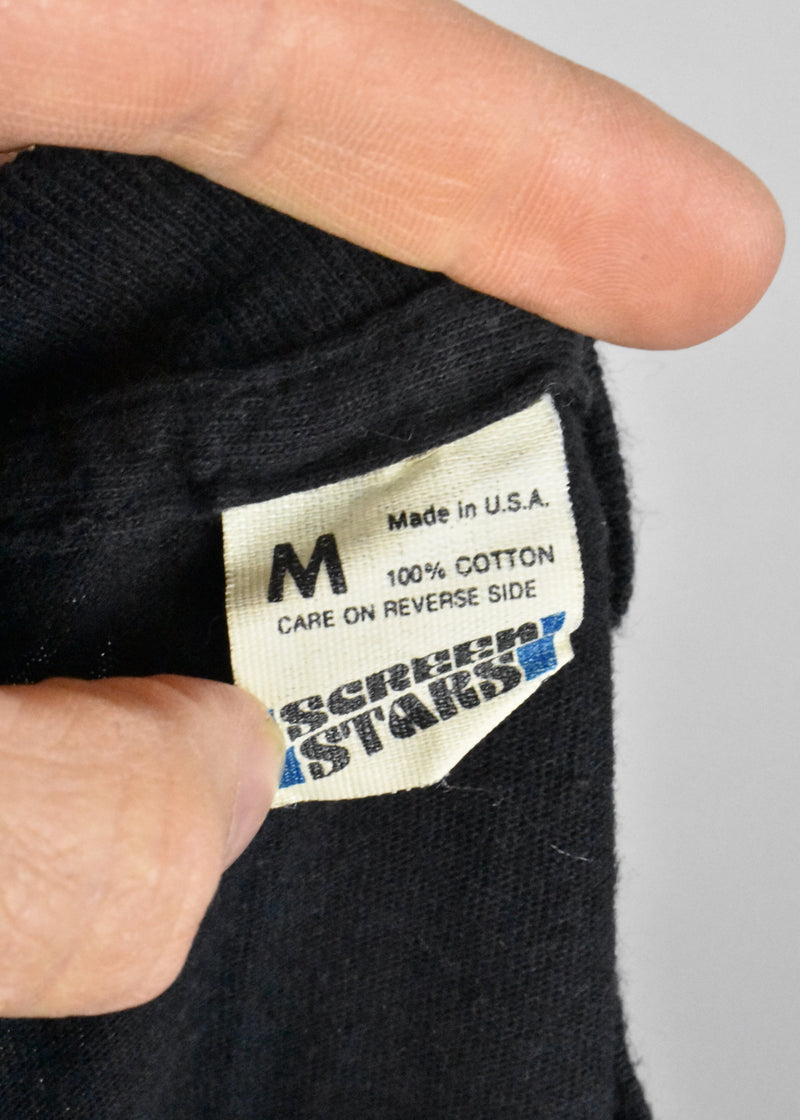 Made in U.S.A.
M
100% COTTON
CARE ON REVERSE SIDE
SCREEN
STARS